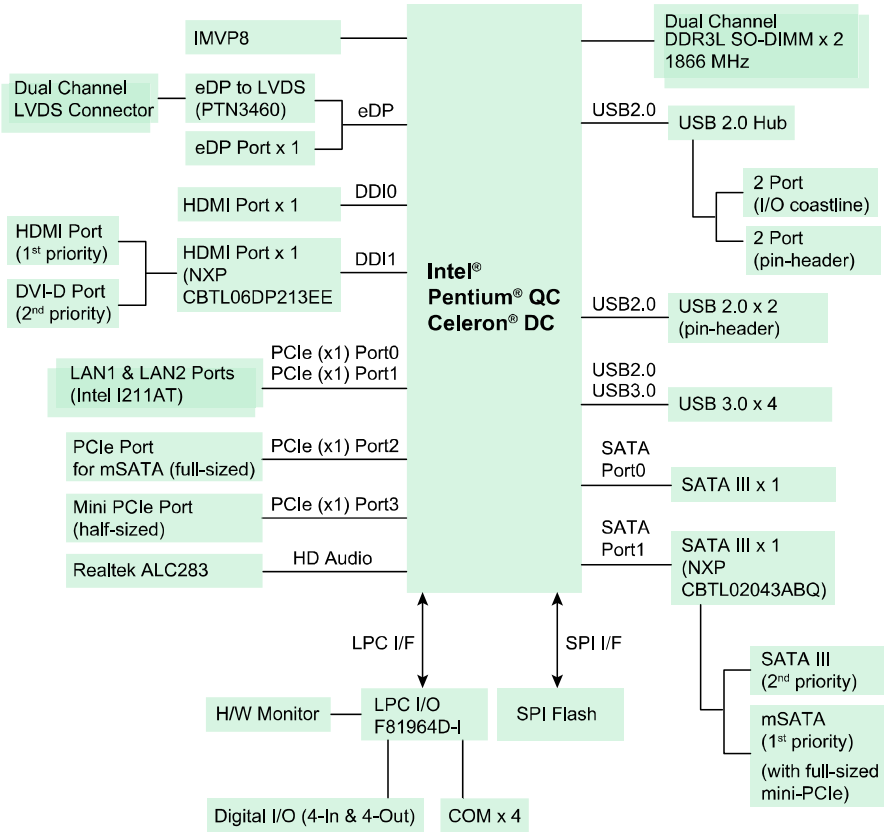 IMVP8
Dual Channel
LVDS Connector
eDP to LVDS
(PTN3460)
eDP
eDP Port x 1
HDMI Port x 1
DDI0
HDMI Port
(1st priority)
DVI-D Port
(2nd priority)
HDMI Port x 1
(NXP
CBTL06DP213EE
DDI1
LAN1 & LAN2 Ports
(Intel I211AT)
PCIe (x1) Port0
PCIe (x1) Port1
PCIe Port
for mSATA (full-sized)
PCIe (x1) Port2
Mini PCIe Port
(half-sized)
PCIe (x1) Port3
Realtek ALC283
HD Audio
Intel®
Pentium® QC
Celeron® DC
Dual Channel
DDR3L SO-DIMM x 2
1866 MHz
USB2.0
USB 2.0 Hub
2 Port
(I/O coastline)
2 Port
(pin-header)
USB2.0
USB 2.0 x 2
(pin-header)
USB2.0
USB3.0
USB 3.0 x 4
SATA
Port0
SATA III x 1
SATA
Port1
SATA III x 1
(NXP
CBTL02043ABQ)
SATA III
(2nd priority)
mSATA
(1st priority)
(with full-sized
mini-PCIe)
LPC I/F
SPI I/F
H/W Monitor
LPC I/O
F81964D-I
SPI Flash
Digital I/O (4-In & 4-Out)
COM x 4